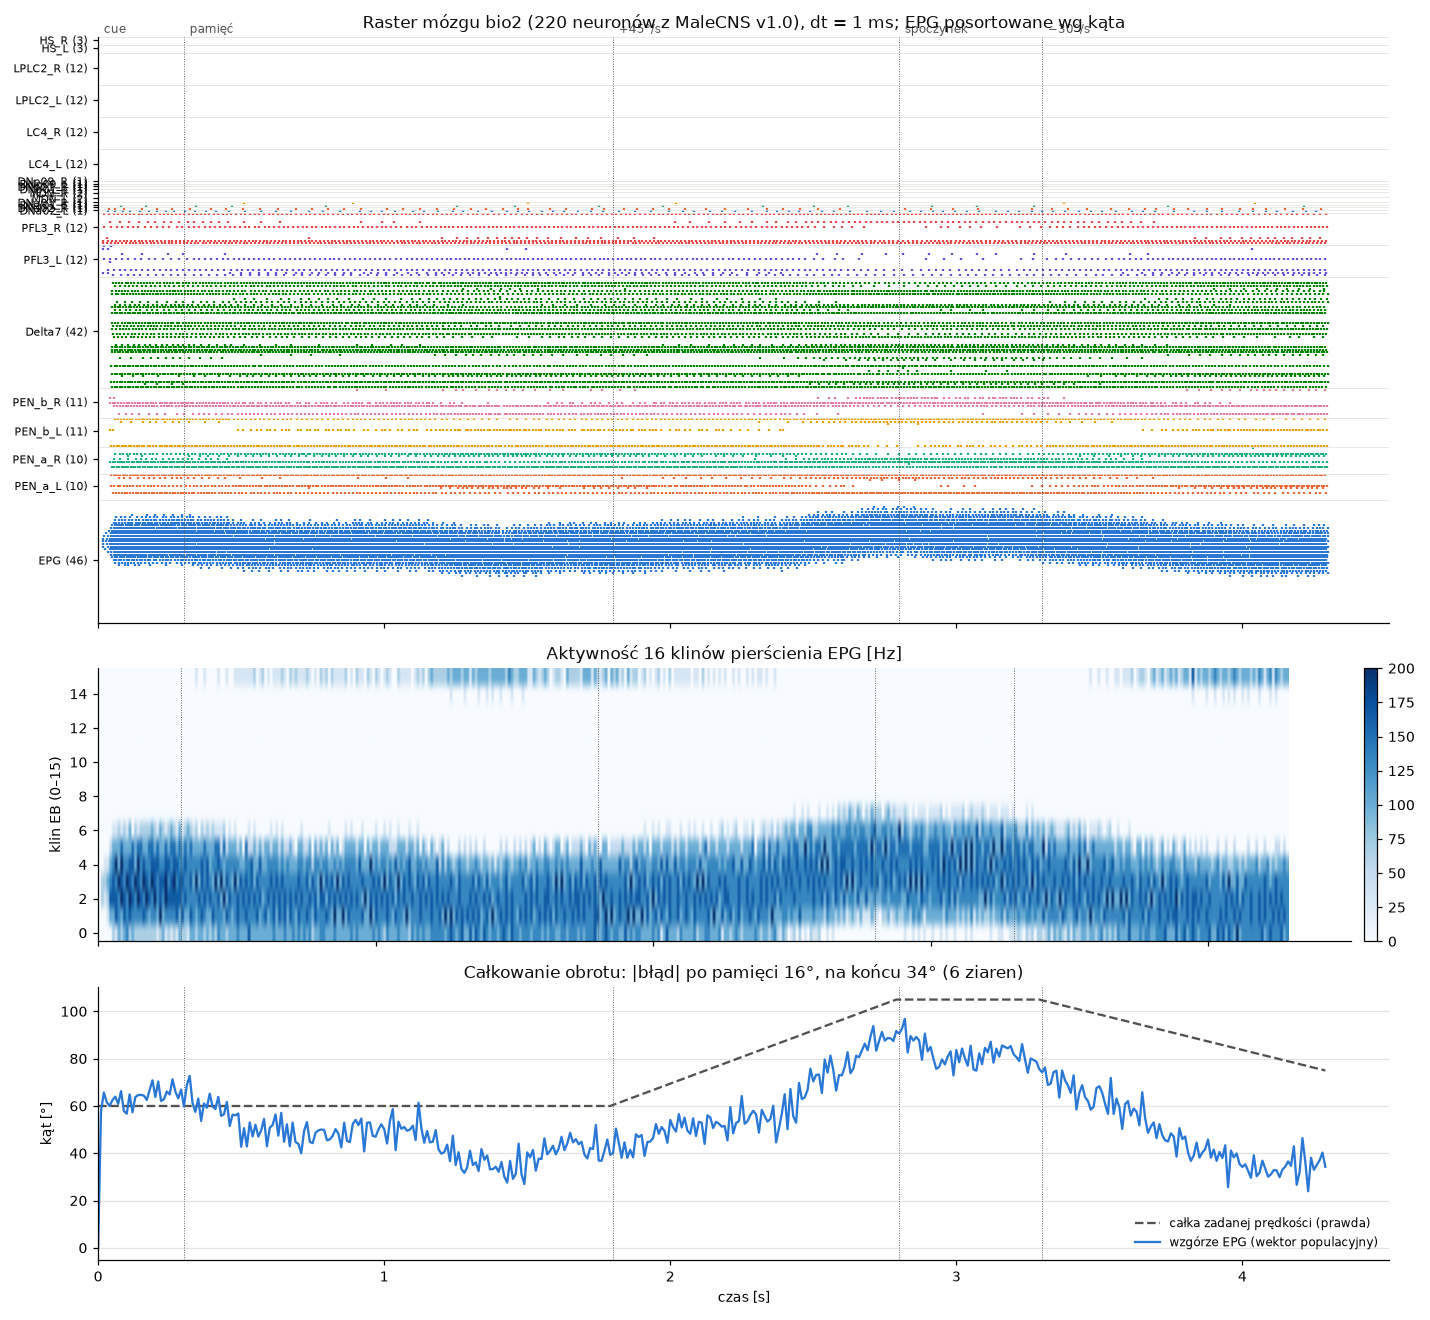 Raster mózgu bio2 (220 neuronów z MaleCNS v1.0), dt = 1 ms; EPG posortowane wg kąta
cue
pamięć
+45°/s
spoczynek
−30°/s
HS_R (3)
HS_L (3)
LPLC2_R (12)
LPLC2_L (12)
LC4_R (12)
LC4_L (12)
DNa02_L (1)
PFL3_R (12)
PFL3_L (12)
Delta7 (42)
PEN_b_R (11)
PEN_b_L (11)
PEN_a_R (10)
PEN_a_L (10)
EPG (46)
Aktywność 16 klinów pierścienia EPG [Hz]
klin EB (0–15)
14
12
10
8
6
4
2
0
200
175
150
125
100
75
50
25
0
Całkowanie obrotu: |błąd| po pamięci 16°, na końcu 34° (6 ziaren)
kąt [°]
100
80
60
40
20
0
całka zadanej prędkości (prawda)
wzgórze EPG (wektor populacyjny)
0
1
2
3
4
czas [s]